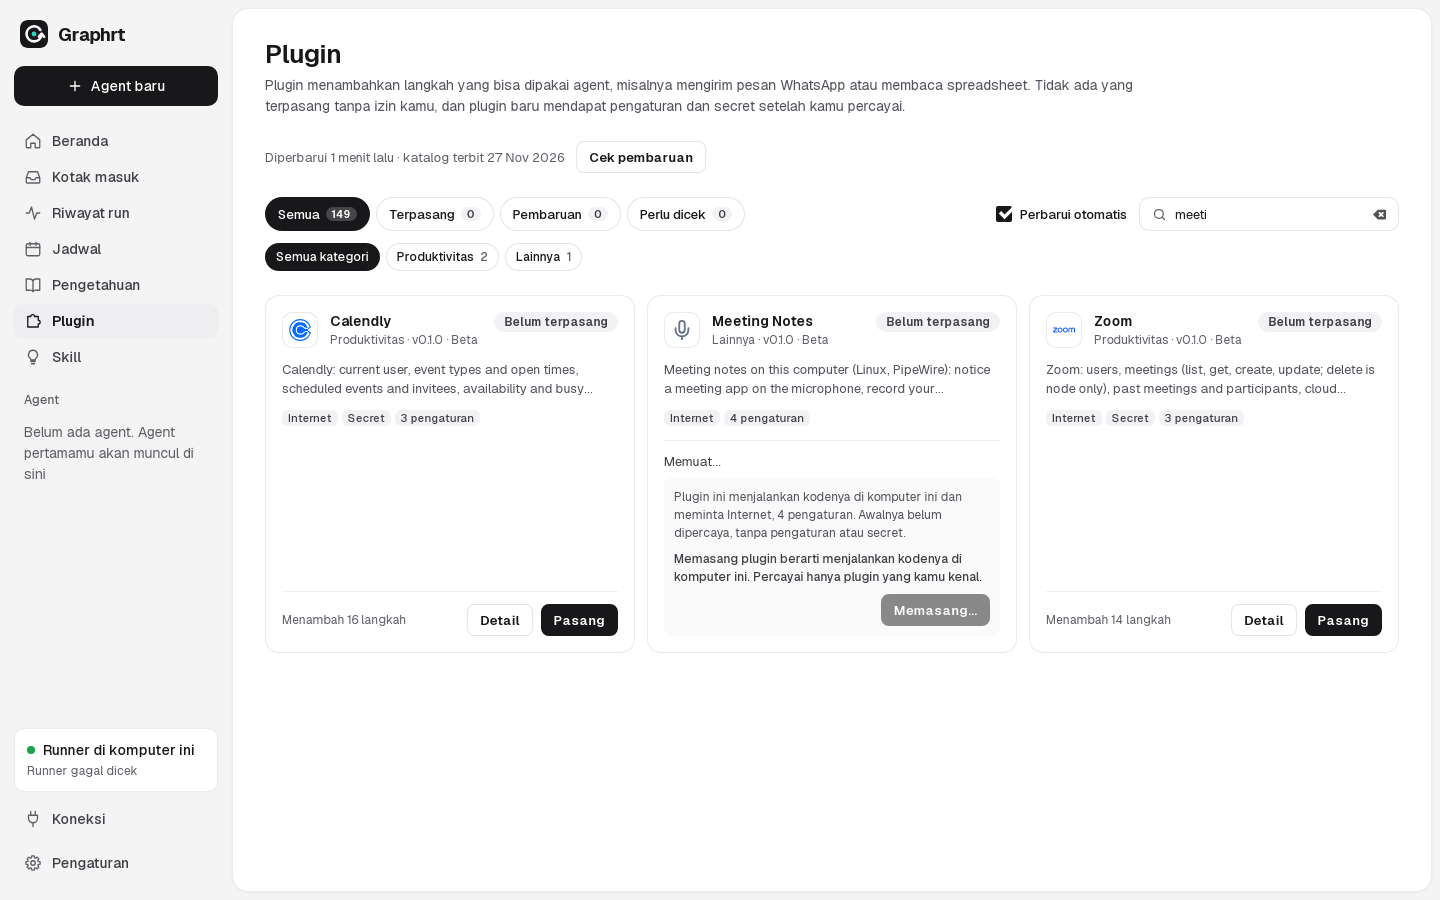 Graphrt
Agent baru
Beranda
Kotak masuk
Riwayat run
Jadwal
Pengetahuan
Plugin
Skill
Agent
Belum ada agent. Agent
pertamamu akan muncul di
sini
Runner di komputer ini
Runner gagal dicek
Koneksi
Pengaturan
Plugin
Plugin menambahkan langkah yang bisa dipakai agent, misalnya mengirim pesan WhatsApp atau membaca spreadsheet. Tidak ada yang
terpasang tanpa izin kamu, dan plugin baru mendapat pengaturan dan secret setelah kamu percayai.
Diperbarui 1 menit lalu · katalog terbit 27 Nov 2026 Cek pembaruan
Semua 149 Terpasang 0 Pembaruan 0 Perlu dicek 0 Perbarui otomatis meeti
Semua kategori Produktivitas 2 Lainnya 1
Calendly Belum terpasang
Produktivitas · v0.1.0 · Beta
Calendly: current user, event types and open times,
scheduled events and invitees, availability and busy...
Internet Secret 3 pengaturan
Menambah 16 langkah Detail Pasang
Meeting Notes Belum terpasang
Lainnya · v0.1.0 · Beta
Meeting notes on this computer (Linux, PipeWire): notice
a meeting app on the microphone, record your...
Internet 4 pengaturan
Memuat...
Plugin ini menjalankan kodenya di komputer ini dan
meminta Internet, 4 pengaturan. Awalnya belum
dipercaya, tanpa pengaturan atau secret.
Memasang plugin berarti menjalankan kodenya di
komputer ini. Percayai hanya plugin yang kamu kenal.
Memasang...
zoom
Zoom Belum terpasang
Produktivitas · v0.1.0 · Beta
Zoom: users, meetings (list, get, create, update; delete is
node only), past meetings and participants, cloud...
Internet Secret 3 pengaturan
Menambah 14 langkah Detail Pasang